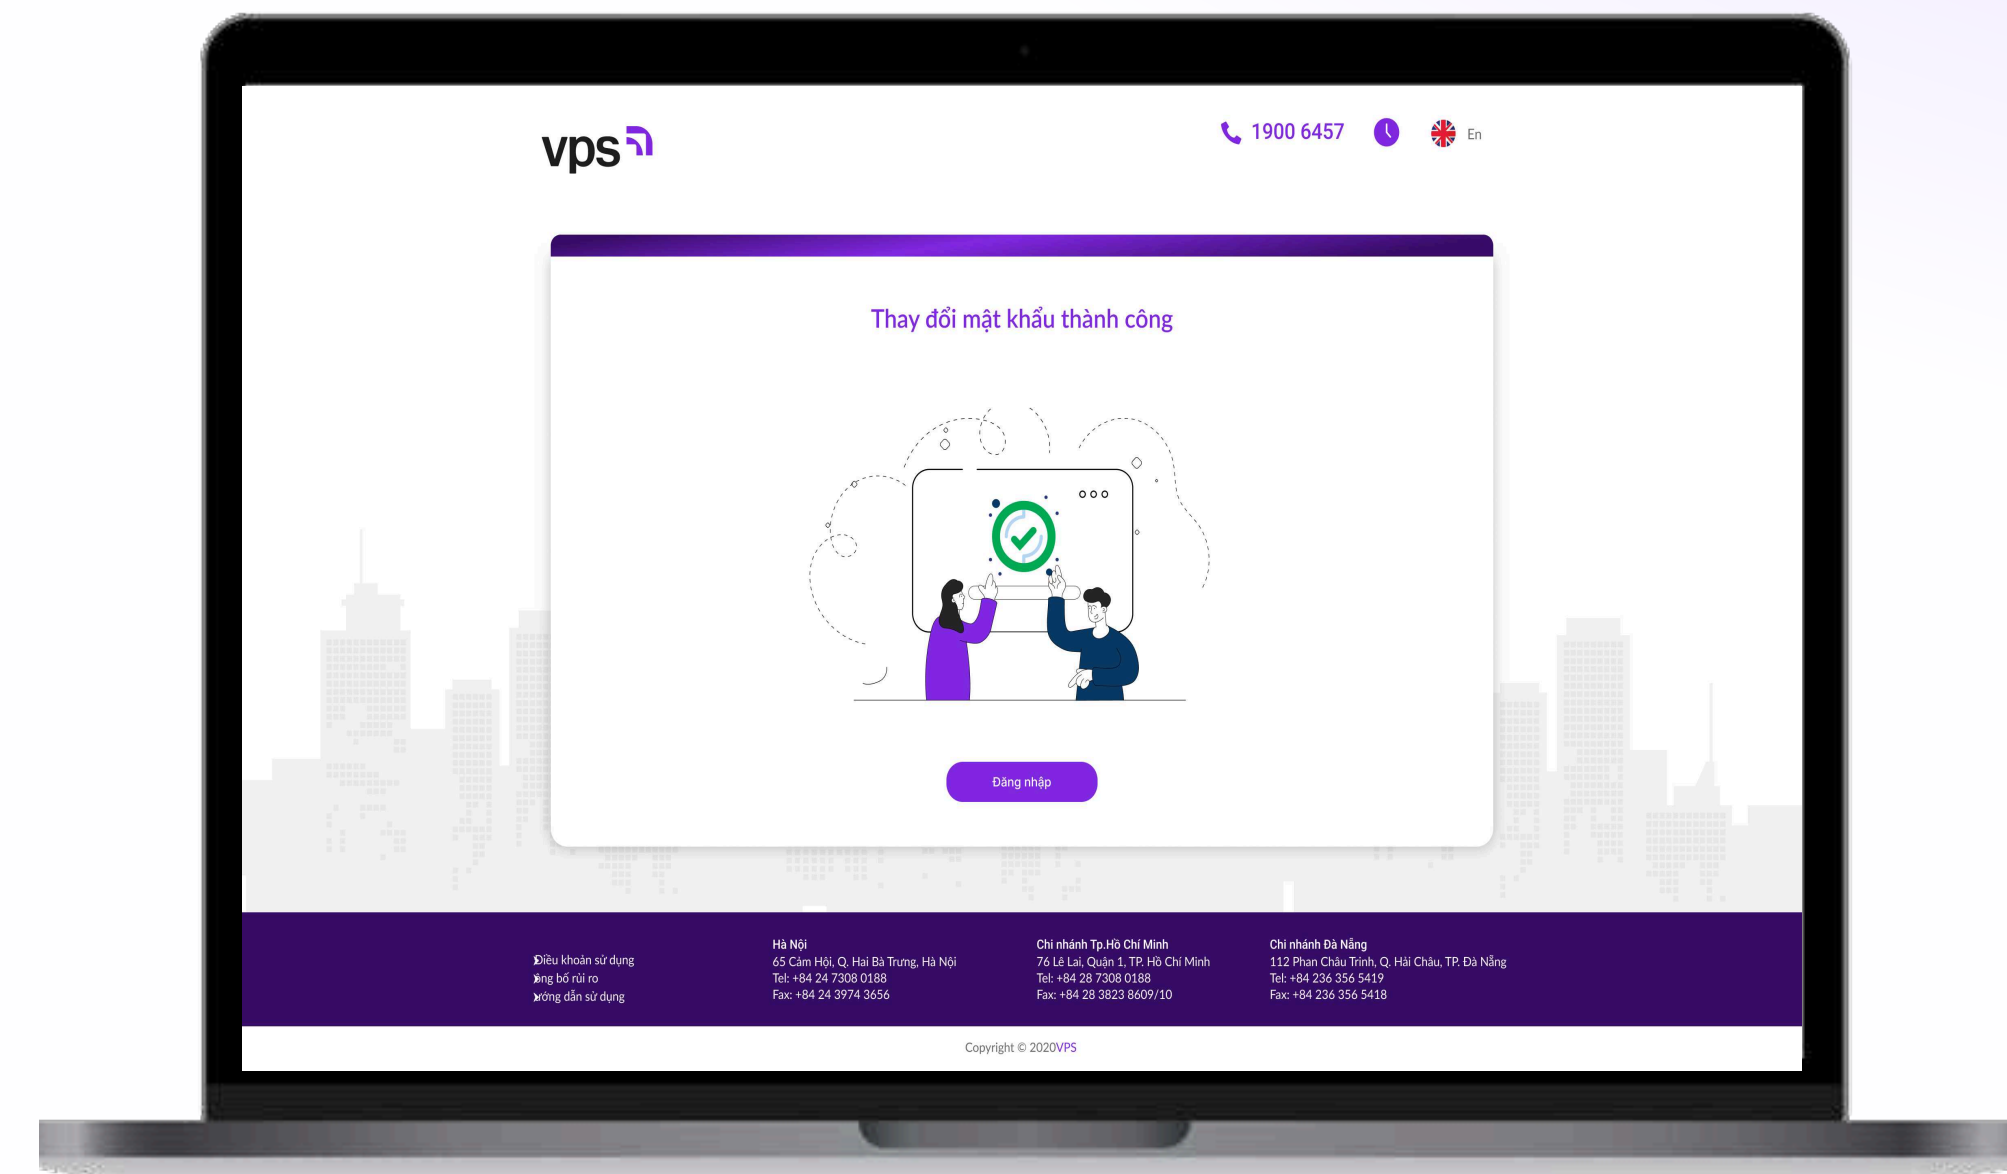 vps
1900 6457
En
Thay đổi mật khẩu thành công
Đăng nhập
Điều khoản sử dụng
ông bố rủi ro
ướng dẫn sử dụng
Hà Nội
65 Cảm Hội, Q. Hai Bà Trưng, Hà Nội
Tel: +84 24 7308 0188
Fax: +84 24 3974 3656
Chi nhánh Tp.Hồ Chí Minh
76 Lê Lai, Quận 1, TP. Hồ Chí Minh
Tel: +84 28 7308 0188
Fax: +84 28 3823 8609/10
Chi nhánh Đà Nẵng
112 Phan Châu Trinh, Q. Hải Châu, TP. Đà Nẵng
Tel: +84 236 356 5419
Fax: +84 236 356 5418
Copyright © 2020VPS